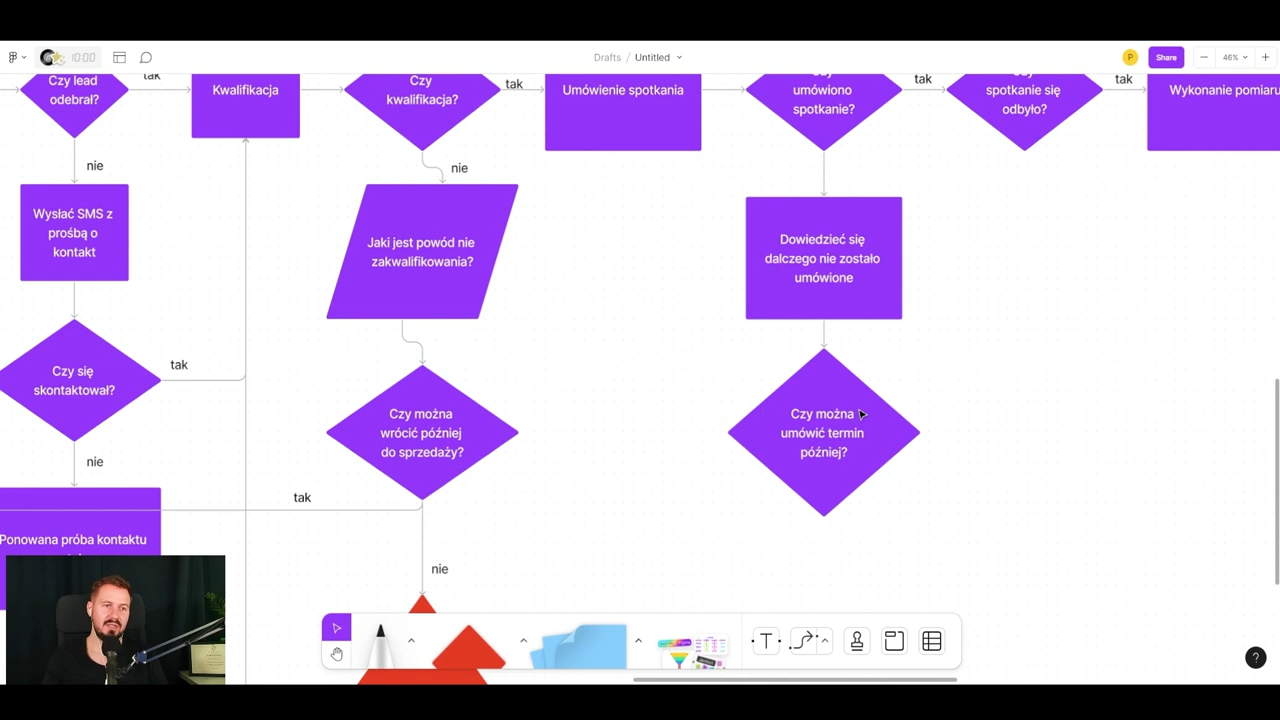 10:00
Drafts / Untitled
P
Share
46%
Czy lead
odebrał?
tak
Kwalifikacja
Czy
kwalifikacja?
tak
Umówienie spotkania
umówiono
spotkanie?
tak
spotkanie się
odbyło?
tak
Wykonanie pomiaru
nie
nie
Wysłać SMS z
prośbą o
kontakt
Jaki jest powód nie
zakwalifikowania?
Dowiedzieć się
dalczego nie zostało
umówione
Czy się
skontaktował?
tak
Czy można
wrócić później
do sprzedaży?
Czy można
umówić termin
później?
nie
tak
Ponowana próba kontaktu
nie
T
?